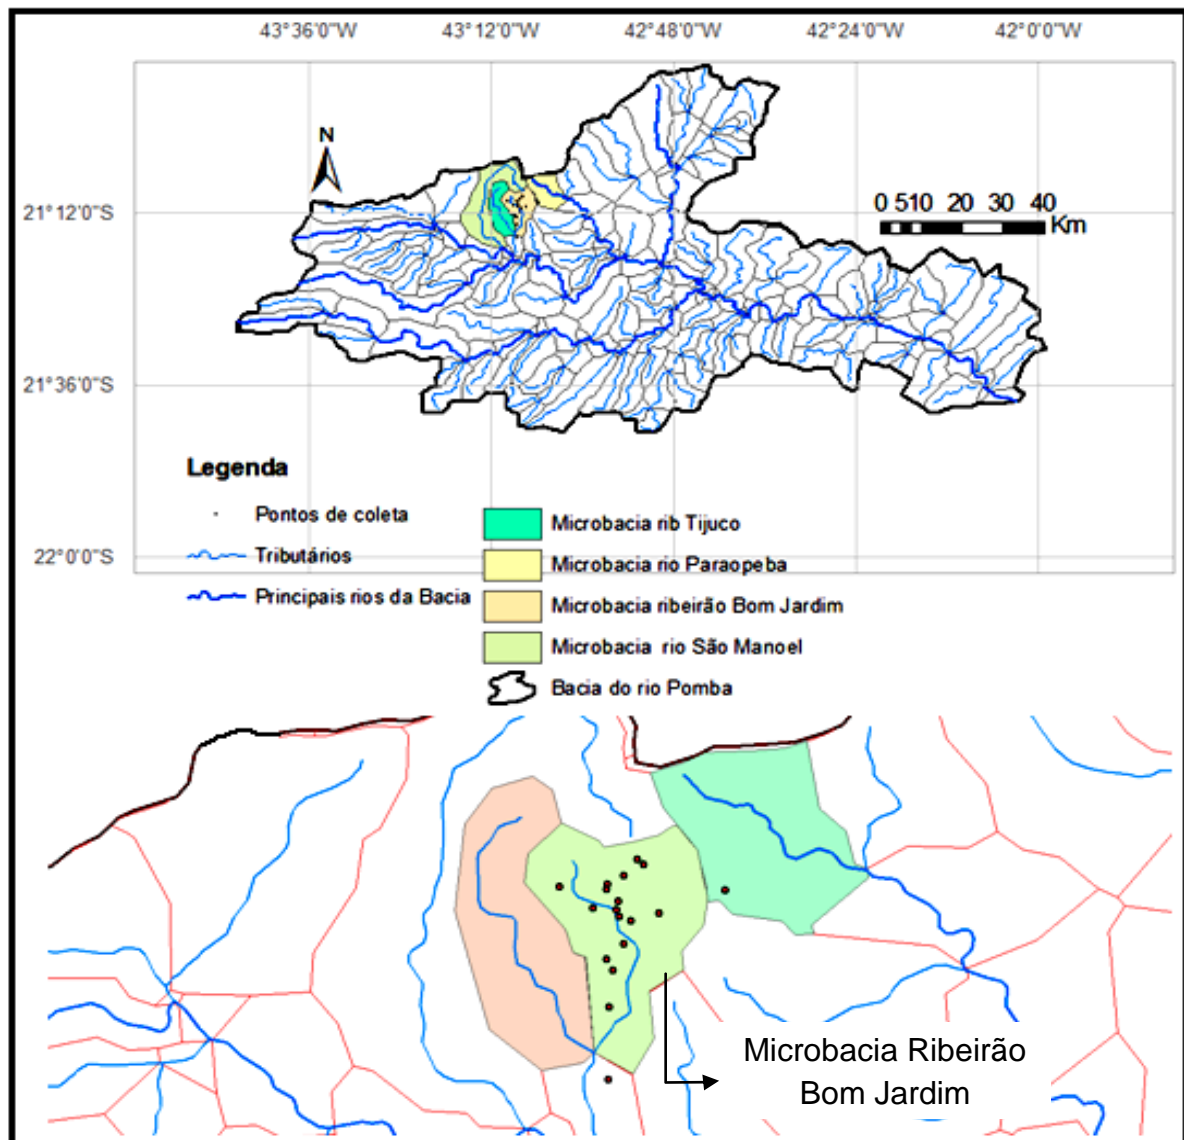 43°36'0"W 43°12'0"W 42°48'0"W 42°24'0"W 42°0'0"W
N
21°12'0"S
0 510 20 30 40
Km
21°36'0"S
Legenda
Pontos de coleta
Tributários
Principais rios da Bacia
22°0'0"S
Microbacia rib Tijuco
Microbacia rio Paraopeba
Microbacia ribeirão Bom Jardim
Microbacia rio São Manoel
Bacia do rio Pomba
Microbacia Ribeirão
Bom Jardim